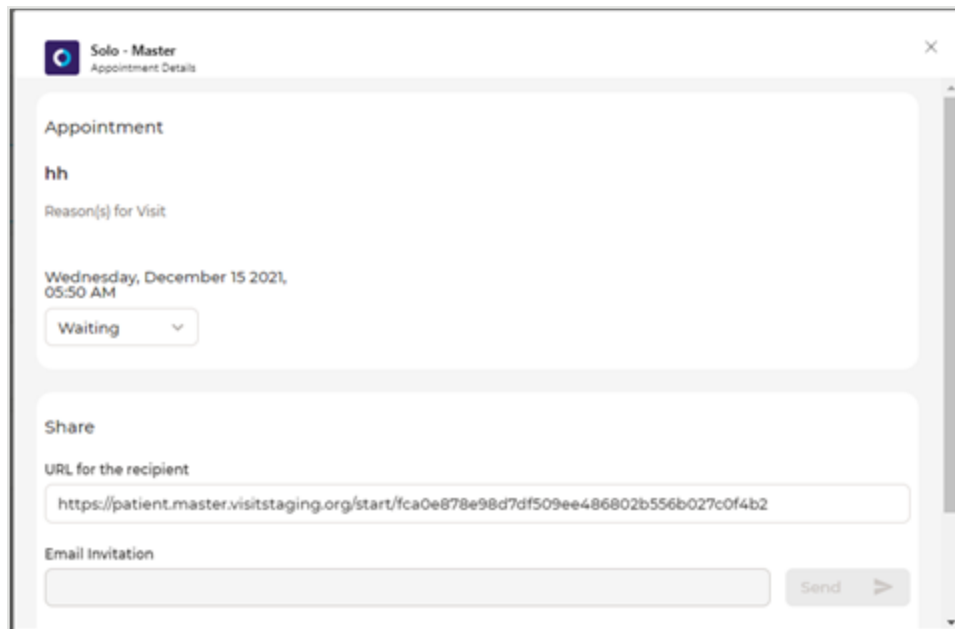 Solo - Master
Appointment Details
Appointment
hh
Reason(s) for Visit
Wednesday, December 15 2021,
05:50 AM
Waiting
Share
URL for the recipient
https://patient.master.visitstaging.org/start/fca0e878e98d7df509ee486802b556b027c0f4b2
Email Invitation
Send